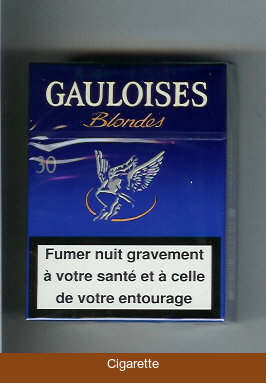 GAULOISES
Blondes
30
Fumer nuit gravement
à votre santé et à celle
de votre entourage
Cigarette